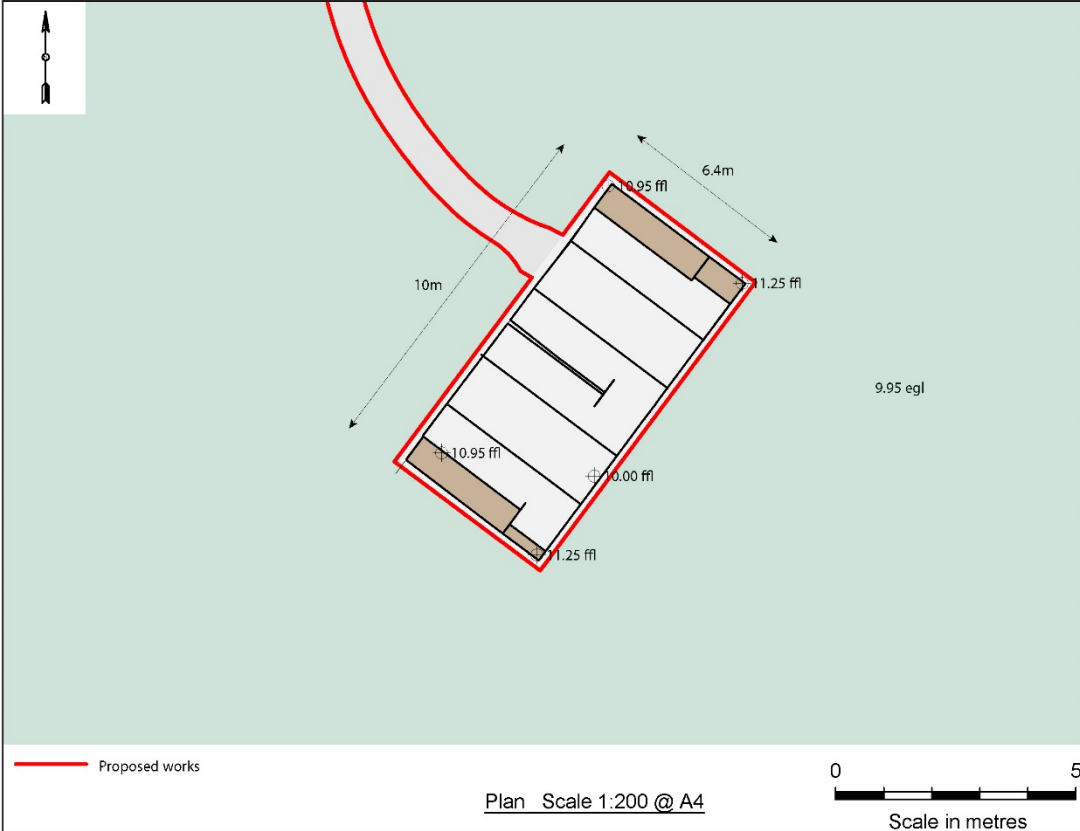 10.95 ffl
6.4m
11.25 ffl
10m
9.95 egl
10.95 ffl
10.00 ffl
11.25 ffl
Proposed works
Plan Scale 1:200 @ A4
0 5
Scale in metres